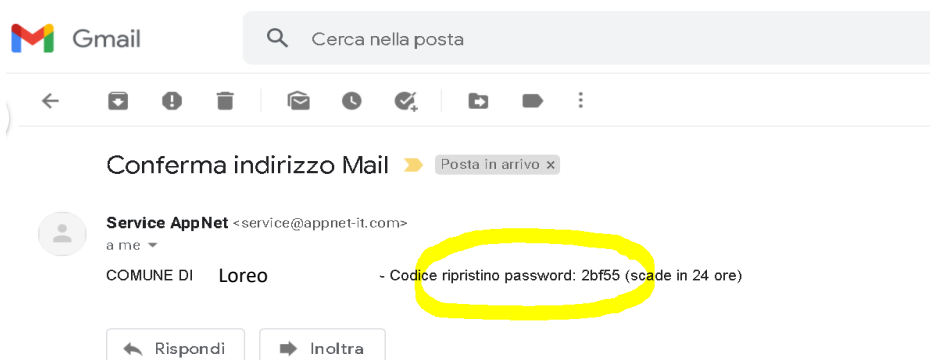 Gmail
Cerca nella posta
Conferma indirizzo Mail Posta in arrivo x
Service AppNet <service@appnet-it.com>
a me
COMUNE DI Loreo - Codice ripristino password: 2bf55 (scade in 24 ore)
Rispondi Inoltra